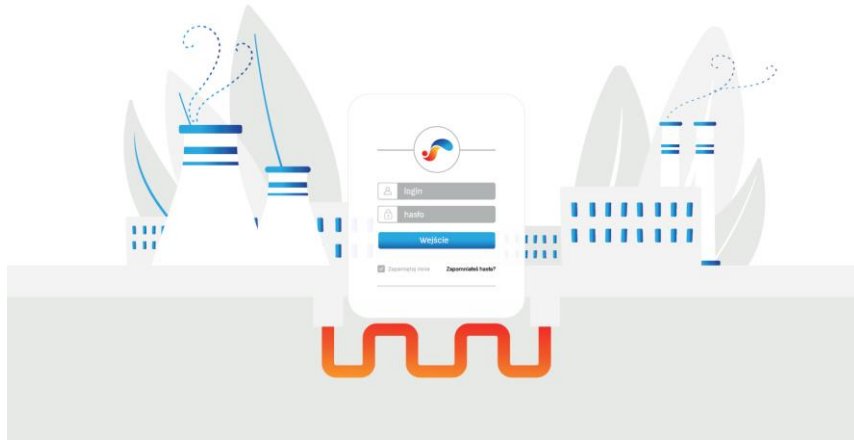 login
hasło
Wejście
Zapamiętaj mnie
Zapomniałeś hasła?